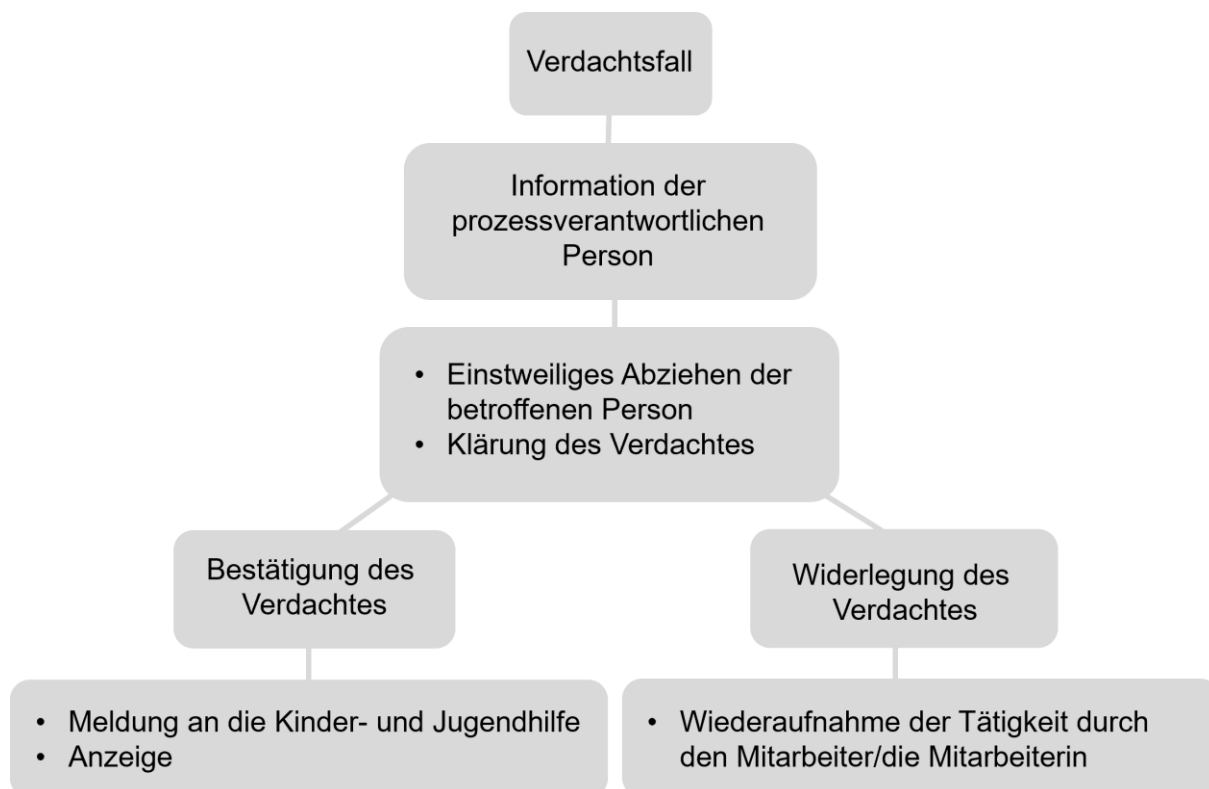 Verdachtsfall
Information der
prozessverantwortlichen
Person
• Einstweiliges Abziehen der
betroffenen Person
• Klärung des Verdachtes
Bestätigung des
Verdachtes
Widerlegung des
Verdachtes
• Meldung an die Kinder- und Jugendhilfe
• Anzeige
• Wiederaufnahme der Tätigkeit durch
den Mitarbeiter/die Mitarbeiterin